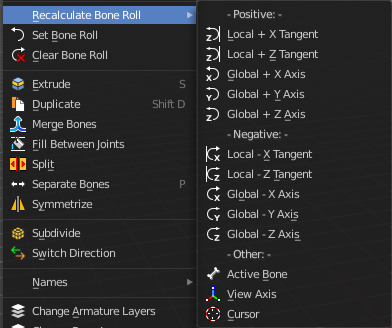 Recalculate Bone Roll
Set Bone Roll
Clear Bone Roll
Extrude S
Duplicate Shift D
Merge Bones
Fill Between Joints
Split
Separate Bones P
Symmetrize
Subdivide
Switch Direction
Names
Change Armature Layers
- Positive: -
Local + X Tangent
Local + Z Tangent
Global + X Axis
Global + Y Axis
Global + Z Axis
- Negative: -
Local - X Tangent
Local - Z Tangent
Global - X Axis
Global - Y Axis
Global - Z Axis
- Other: -
Active Bone
View Axis
Cursor